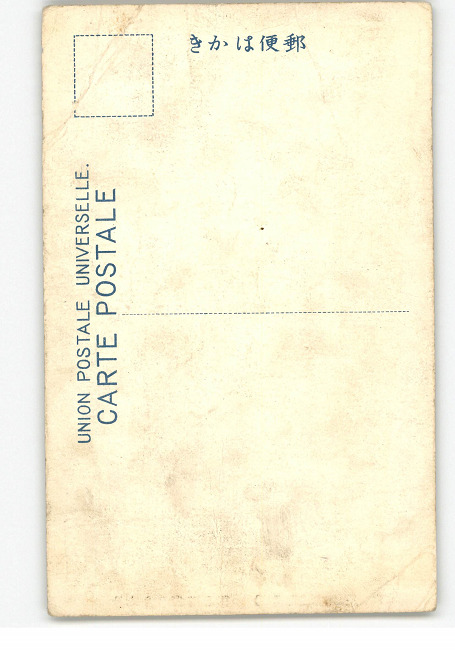 郵便はかき
UNION POSTALE UNIVERSELLE.
CARTE POSTALE